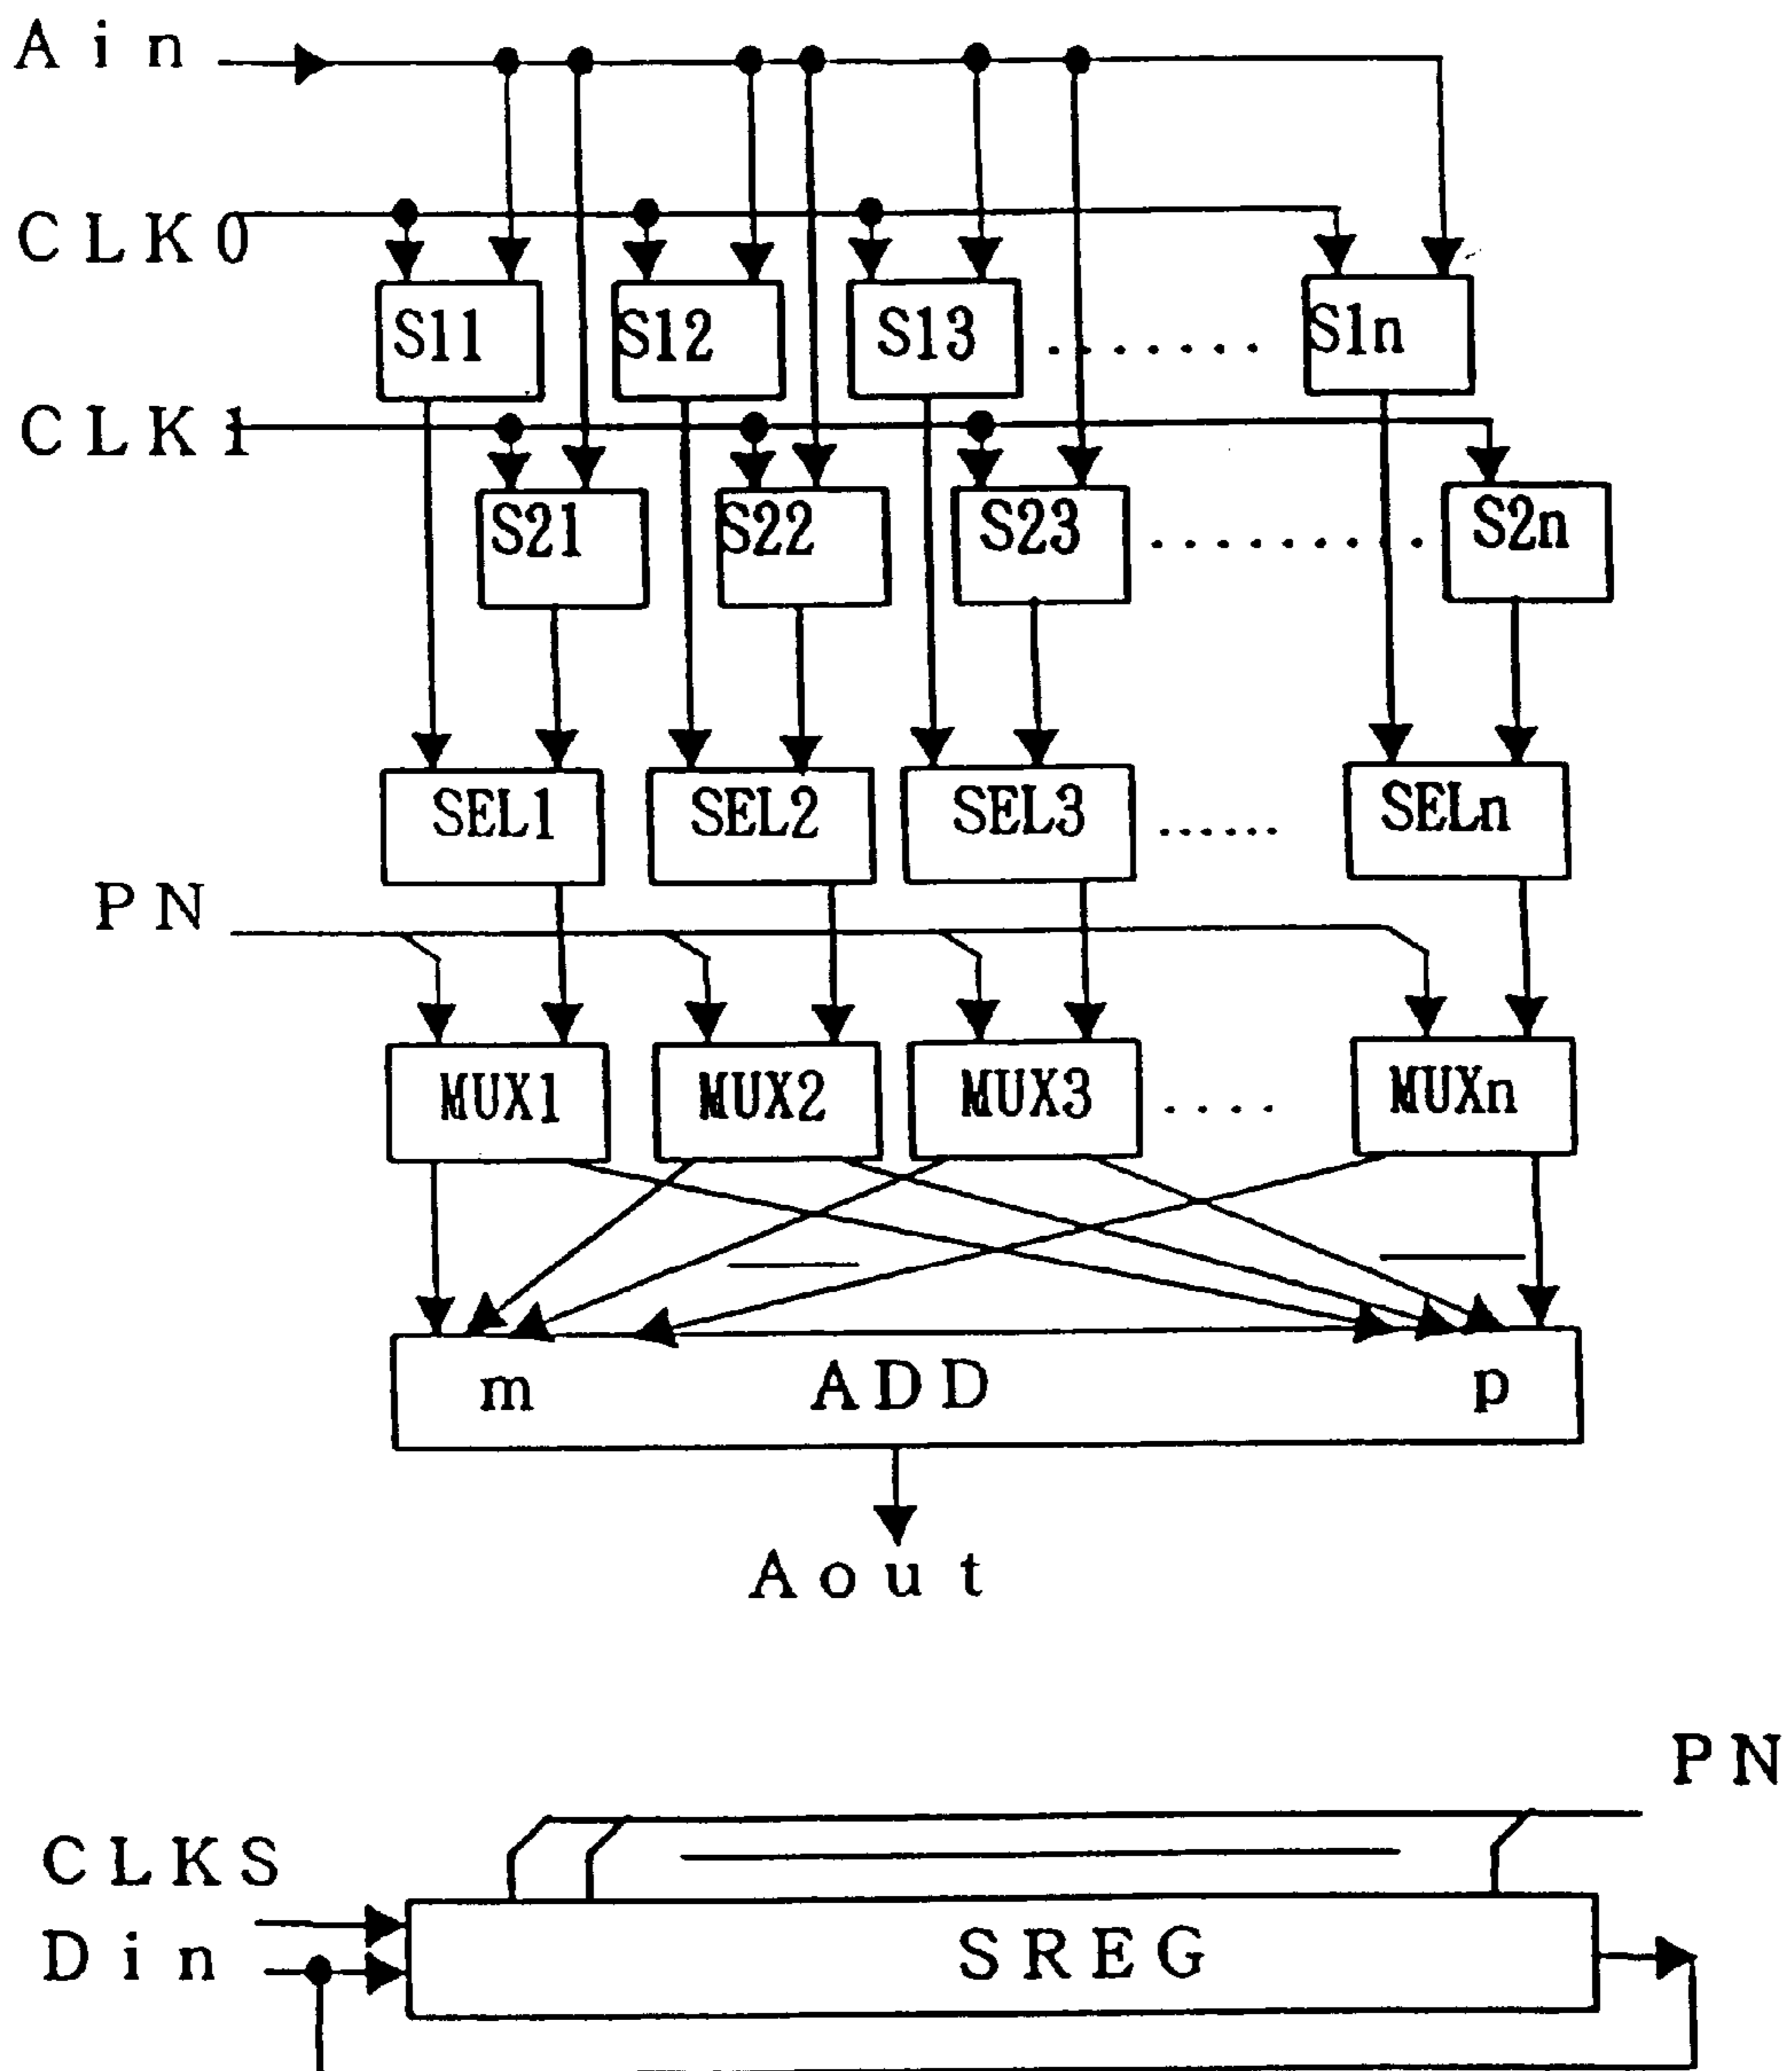 Ain
CLK0
S11 S12 S13 ........ S1n
CLK1
S21 S22 S23 ......... S2n
SEL1 SEL2 SEL3 ...... SELn
PN
MUX1 MUX2 MUX3 .... MUXn
m ADD p
Aout
PN
CLKS
Din
SREG